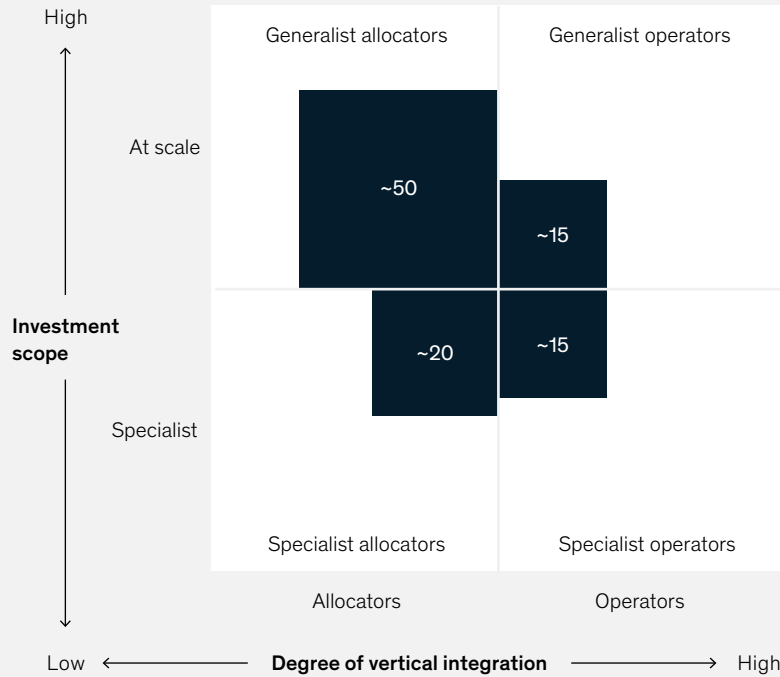 High
Generalist allocators
Generalist operators
At scale
~50
~15
Investment
scope
~20
~15
Specialist
Specialist allocators
Specialist operators
Allocators
Operators
Low
Degree of vertical integration
High